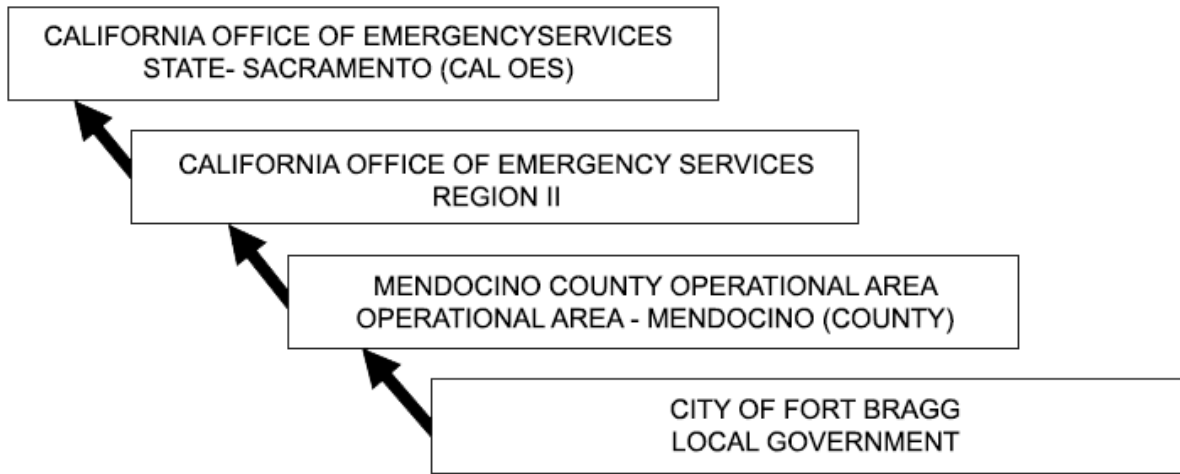 CALIFORNIA OFFICE OF EMERGENCYSERVICES
STATE- SACRAMENTO (CAL OES)
CALIFORNIA OFFICE OF EMERGENCY SERVICES
REGION II
MENDOCINO COUNTY OPERATIONAL AREA
OPERATIONAL AREA - MENDOCINO (COUNTY)
CITY OF FORT BRAGG
LOCAL GOVERNMENT